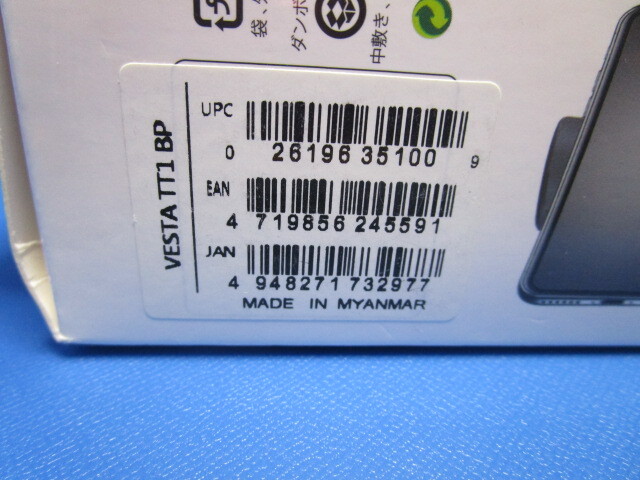 袋、
ダンボ
中敷き、
VESTA TT1 BP
UPC
0 26196 35100 9
EAN
4 719856 245591
JAN
4 948271 732977
MADE IN MYANMAR